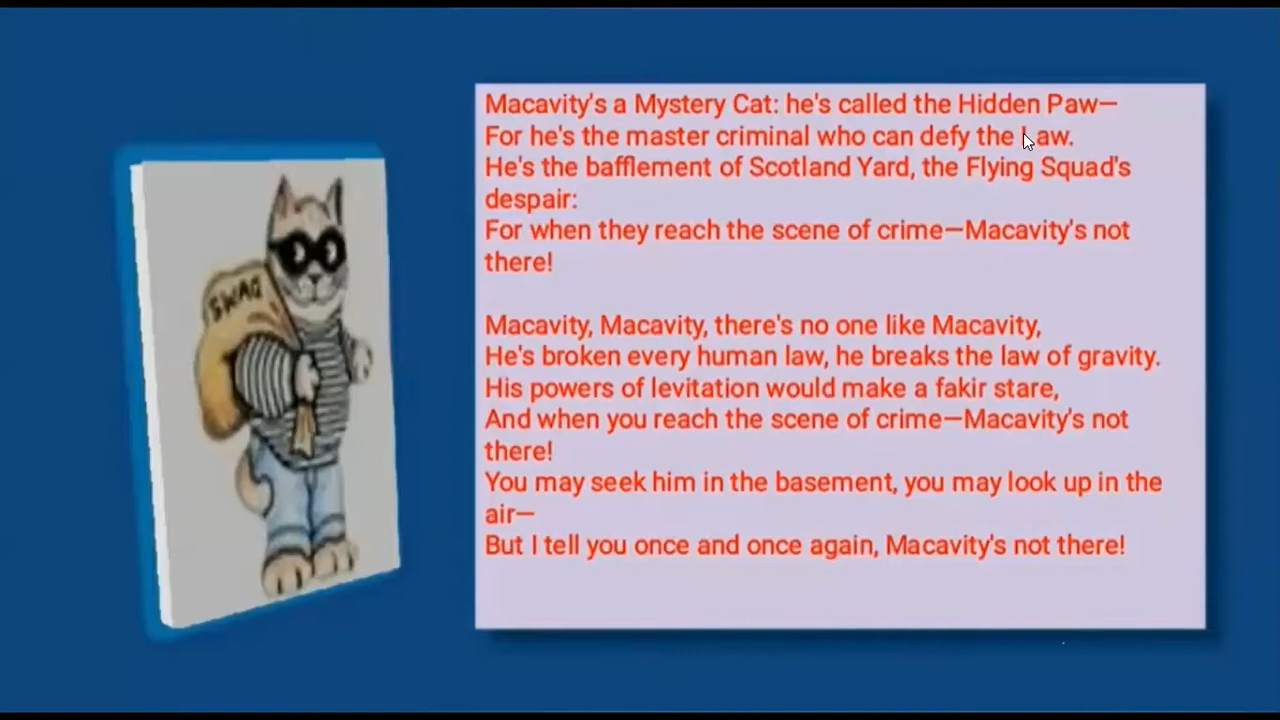 SWAG
Macavity's a Mystery Cat: he's called the Hidden Paw—
For he's the master criminal who can defy the Law.
He's the bafflement of Scotland Yard, the Flying Squad's
despair:
For when they reach the scene of crime—Macavity's not
there!
Macavity, Macavity, there's no one like Macavity,
He's broken every human law, he breaks the law of gravity.
His powers of levitation would make a fakir stare,
And when you reach the scene of crime—Macavity's not
there!
You may seek him in the basement, you may look up in the
air—
But I tell you once and once again, Macavity's not there!